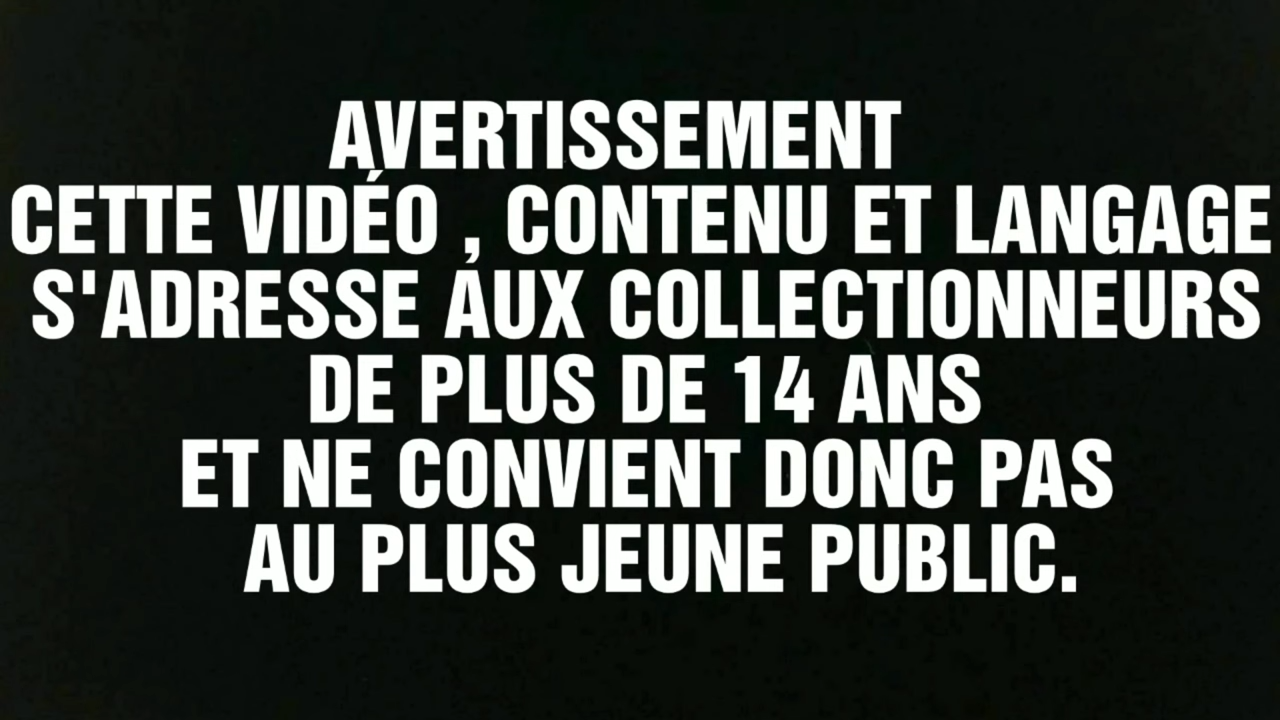 AVERTISSEMENT
CETTE VIDÉO , CONTENU ET LANGAGE
S'ADRESSE AUX COLLECTIONNEURS
DE PLUS DE 14 ANS
ET NE CONVIENT DONC PAS
AU PLUS JEUNE PUBLIC.